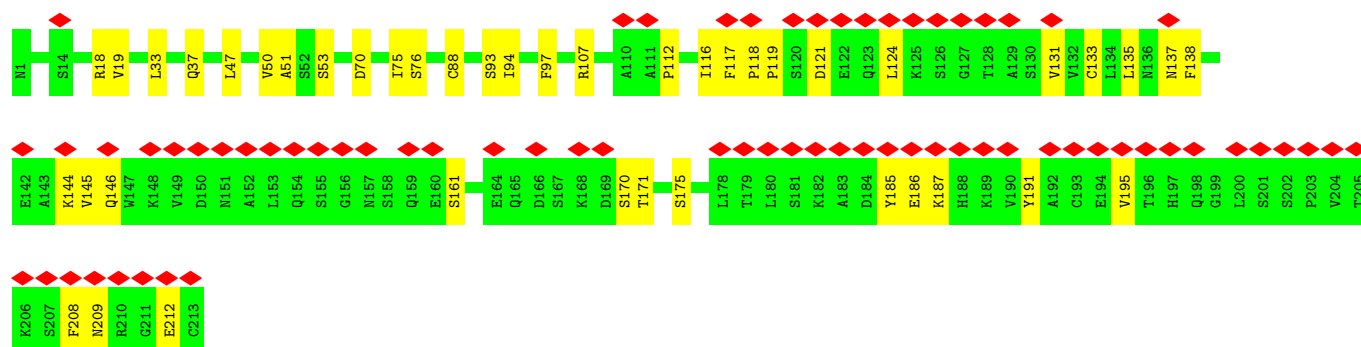 N1 S14 R18 V19 L33 Q37 L47 V50 A51 S52 S53 D70 I75 S76 C88 S93 I94 F97 R107 A110 A111 P112 I116 F117 P118 P119 S120 D121 E122 Q123 L124 K125 S126 G127 T128 A129 S130 V131 V132 C133 L134 L135 N136 N137 F138
E142 A143 K144 V145 Q146 W147 K148 V149 D150 N151 A152 L153 Q154 S155 G156 N157 S158 Q159 E160 S161 E164 Q165 D166 S167 K168 D169 S170 T171 S175 L178 T179 L180 S181 K182 A183 D184 Y185 E186 K187 H188 K189 V190 Y191 A192 C193 E194 V195 T196 H197 Q198 G199 L200 S201 S202 P203 V204 T205
K206 S207 F208 N209 R210 G211 E212 C213